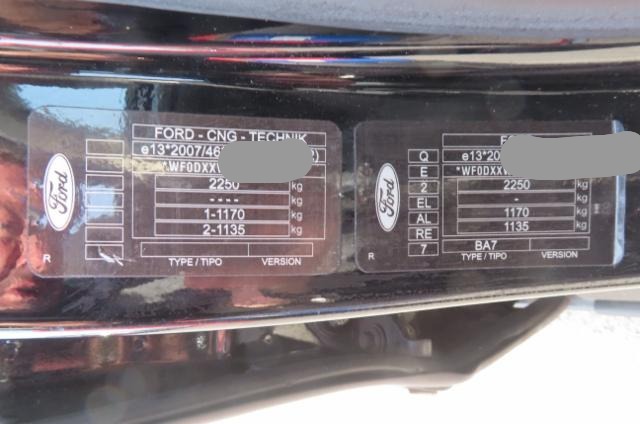 FORD - CNG - TECHNIK
e13*2007/46
*WF0DXX
Ford
2250 kg
- - - - kg
1-1170 kg
2-1135 kg
R
TYPE / TIPO VERSION
Q e13*20
E *WF0DXX
Ford
2 2250 kg
EL - kg
AL 1170 kg
RE 1135 kg
7 BA7
R
TYPE / TIPO VERSION